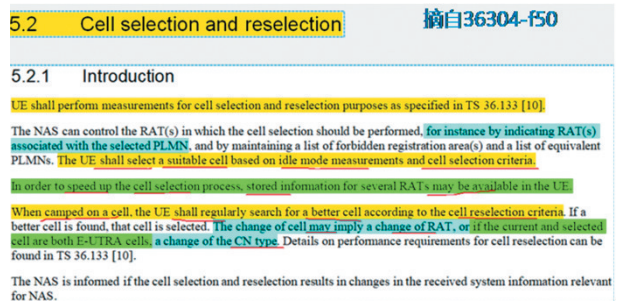 5.2 Cell selection and reselection 摘自36304-f50
5.2.1 Introduction
UE shall perform measurements for cell selection and reselection purposes as specified in TS 36.133 [10].
The NAS can control the RAT(s) in which the cell selection should be performed, for instance by indicating RAT(s)
associated with the selected PLMN, and by maintaining a list of forbidden registration area(s) and a list of equivalent
PLMNs. The UE shall select a suitable cell based on idle mode measurements and cell selection criteria.
In order to speed up the cell selection process, stored information for several RATs may be available in the UE.
When camped on a cell, the UE shall regularly search for a better cell according to the cell reselection criteria. If a
better cell is found, that cell is selected. The change of cell may imply a change of RAT, or if the current and selected
cell are both E-UTRA cells, a change of the CN type. Details on performance requirements for cell reselection can be
found in TS 36.133 [10].
The NAS is informed if the cell selection and reselection results in changes in the received system information relevant
for NAS.